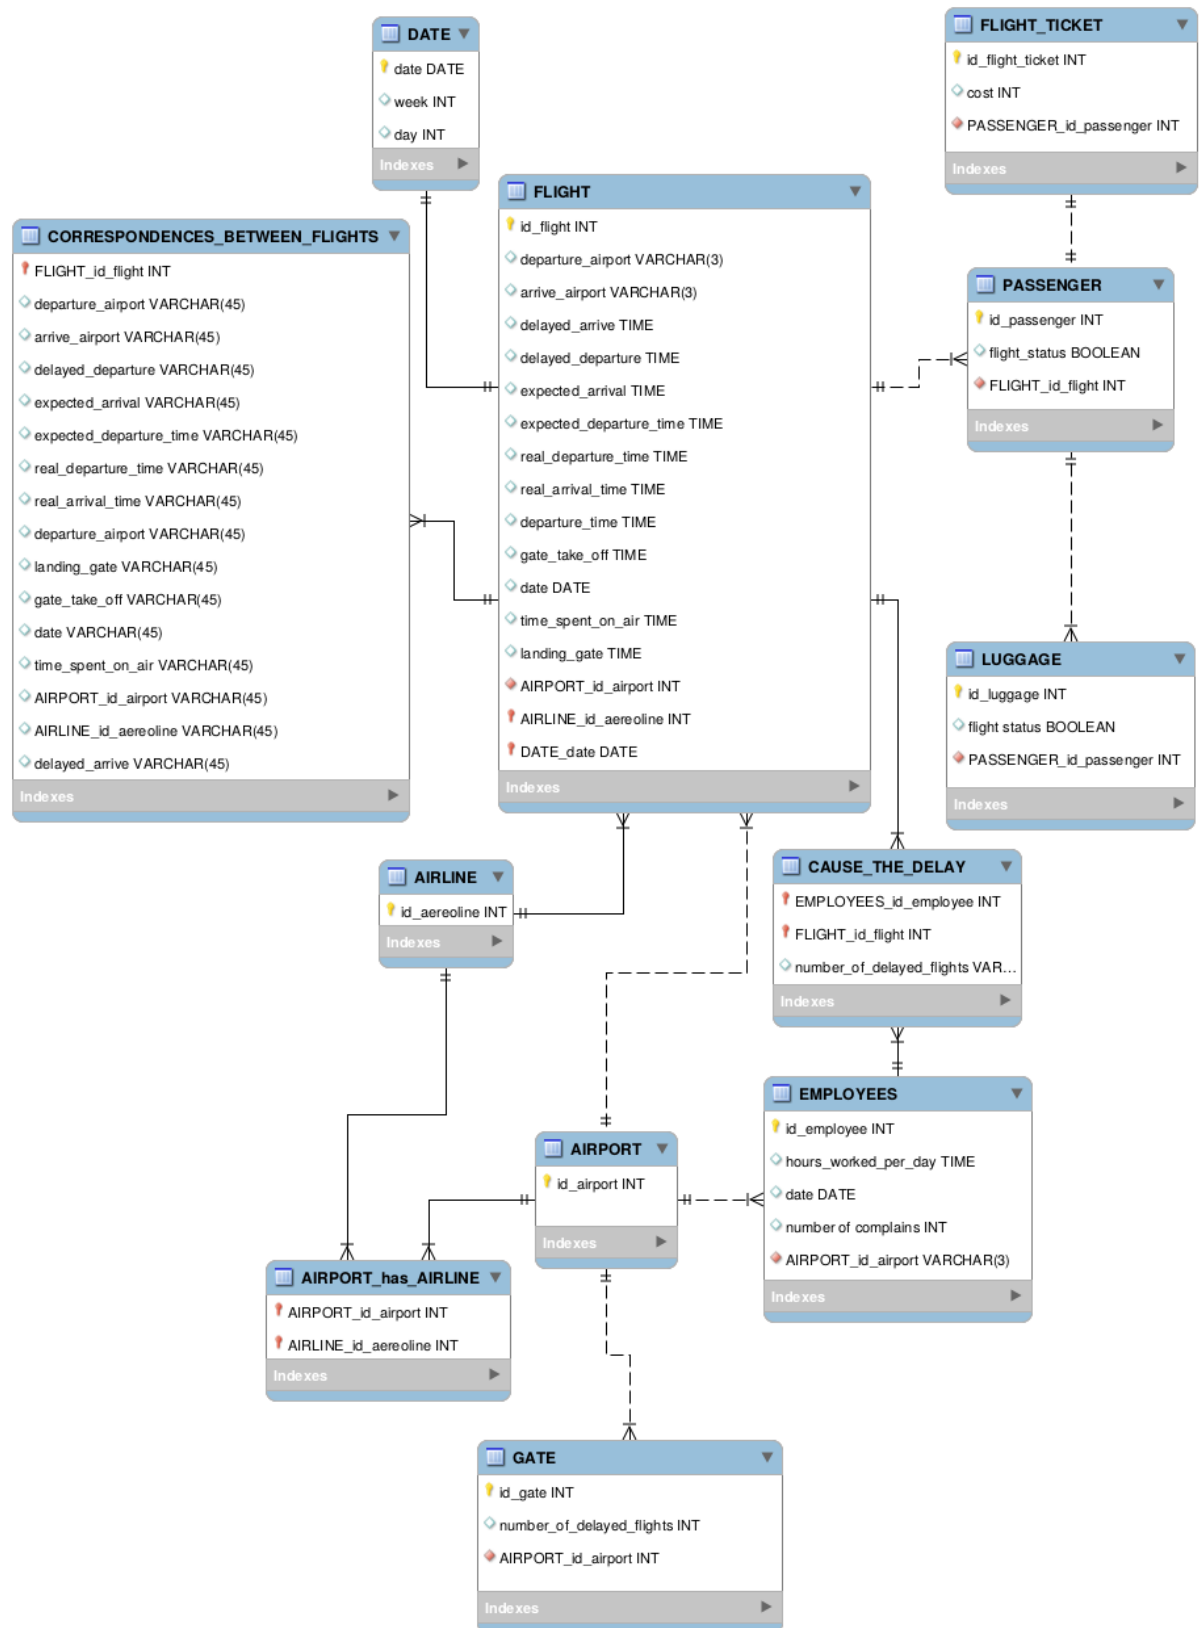 DATE
date DATE
week INT
day INT
Indexes
FLIGHT_TICKET
id_flight_ticket INT
cost INT
PASSENGER_id_passenger INT
Indexes
CORRESPONDENCES_BETWEEN_FLIGHTS
FLIGHT_id_flight INT
departure_airport VARCHAR(45)
arrive_airport VARCHAR(45)
delayed_departure VARCHAR(45)
expected_arrival VARCHAR(45)
expected_departure_time VARCHAR(45)
real_departure_time VARCHAR(45)
real_arrival_time VARCHAR(45)
departure_airport VARCHAR(45)
landing_gate VARCHAR(45)
gate_take_off VARCHAR(45)
date VARCHAR(45)
time_spent_on_air VARCHAR(45)
AIRPORT_id_airport VARCHAR(45)
AIRLINE_id_aereoline VARCHAR(45)
delayed_arrive VARCHAR(45)
Indexes
FLIGHT
id_flight INT
departure_airport VARCHAR(3)
arrive_airport VARCHAR(3)
delayed_arrive TIME
delayed_departure TIME
expected_arrival TIME
expected_departure_time TIME
real_departure_time TIME
real_arrival_time TIME
departure_time TIME
gate_take_off TIME
date DATE
time_spent_on_air TIME
landing_gate TIME
AIRPORT_id_airport INT
AIRLINE_id_aereoline INT
DATE_date DATE
Indexes
PASSENGER
id_passenger INT
flight_status BOOLEAN
FLIGHT_id_flight INT
Indexes
LUGGAGE
id_luggage INT
flight status BOOLEAN
PASSENGER_id_passenger INT
Indexes
AIRLINE
id_aereoline INT
Indexes
CAUSE_THE_DELAY
EMPLOYEES_id_employee INT
FLIGHT_id_flight INT
number_of_delayed_flights VAR...
Indexes
AIRPORT
id_airport INT
Indexes
EMPLOYEES
id_employee INT
hours_worked_per_day TIME
date DATE
number of complains INT
AIRPORT_id_airport VARCHAR(3)
Indexes
AIRPORT_has_AIRLINE
AIRPORT_id_airport INT
AIRLINE_id_aereoline INT
Indexes
GATE
id_gate INT
number_of_delayed_flights INT
AIRPORT_id_airport INT
Indexes